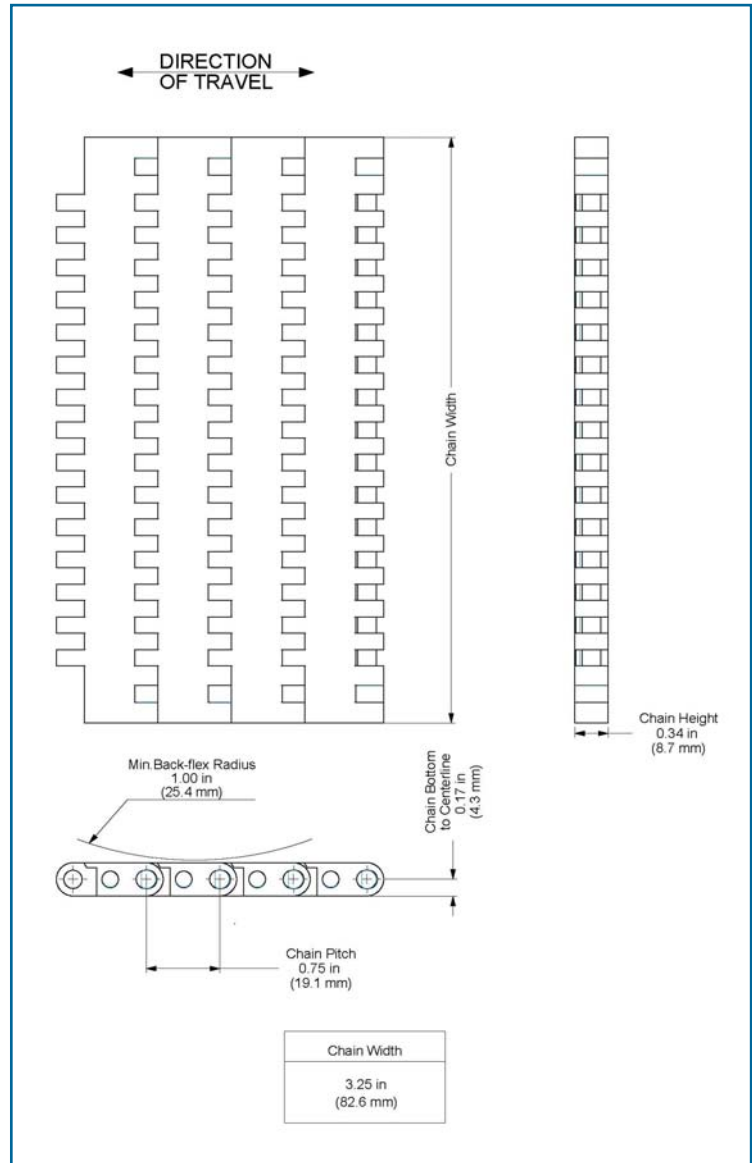 DIRECTION
OF TRAVEL
Chain Width
Chain Height
0.34 in
(8.7 mm)
Min.Back-flex Radius
1.00 in
(25.4 mm)
Chain Bottom
to Centerline
0.17 in
(4.3 mm)
Chain Pitch
0.75 in
(19.1 mm)
Chain Width
3.25 in
(82.6 mm)